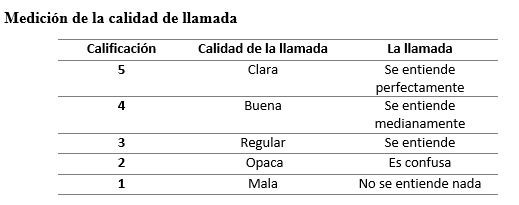 Medición de la calidad de llamada
Calificación Calidad de la llamada La llamada
5 Clara Se entiende
perfectamente
4 Buena Se entiende
medianamente
3 Regular Se entiende
2 Opaca Es confusa
1 Mala No se entiende nada